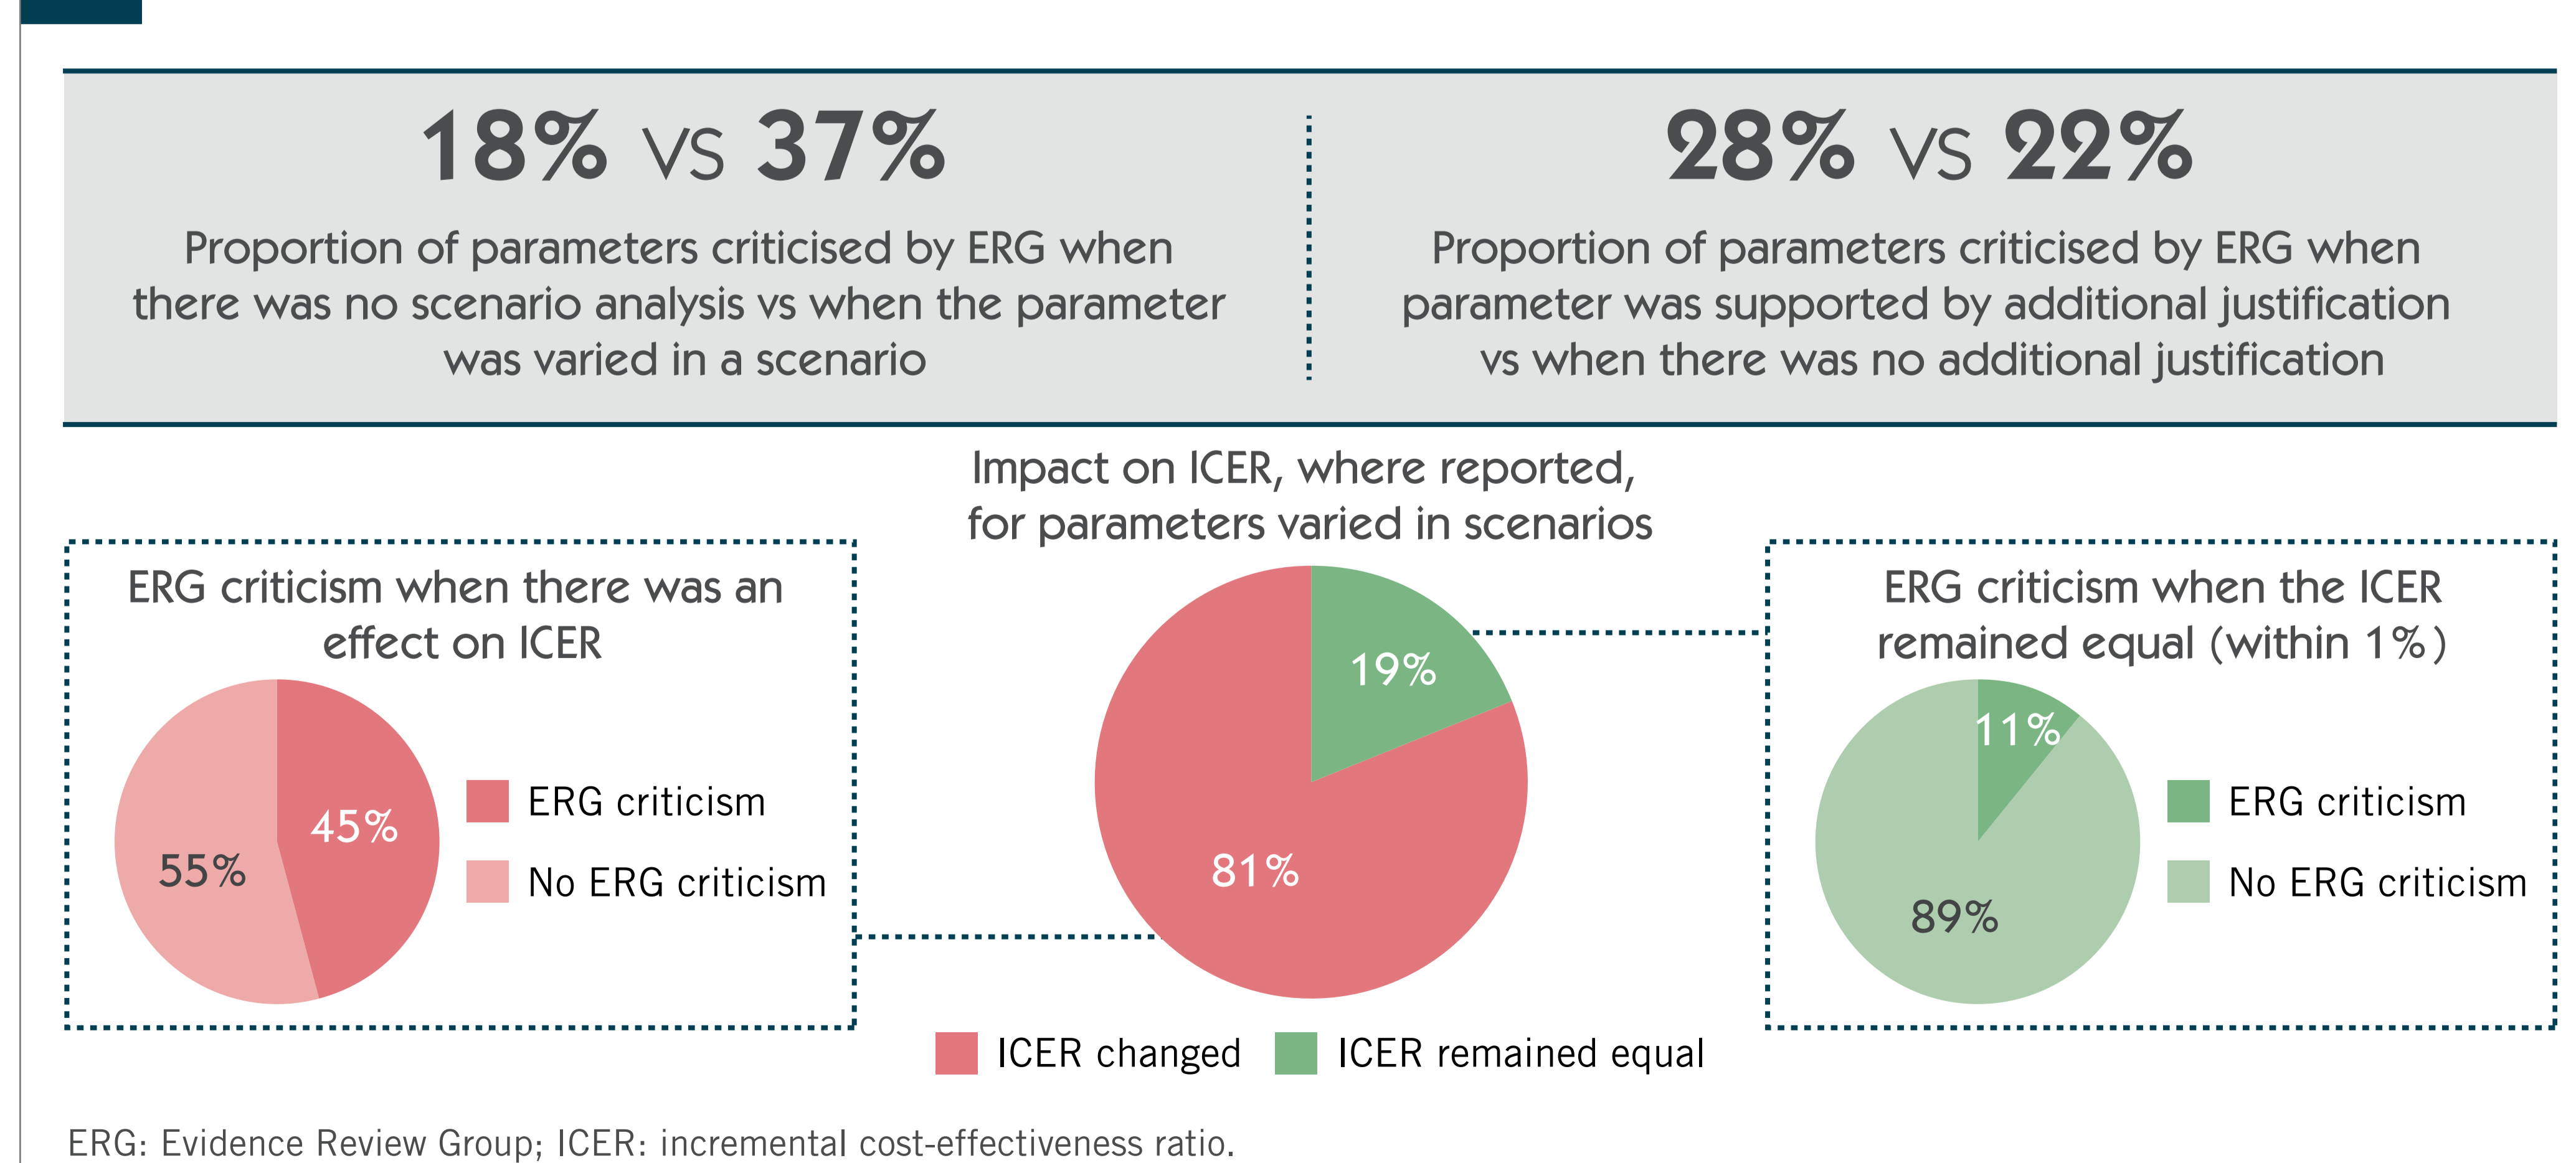 18% vs 37%
Proportion of parameters criticised by ERG when
there was no scenario analysis vs when the parameter
was varied in a scenario
28% vs 22%
Proportion of parameters criticised by ERG when
parameter was supported by additional justification
vs when there was no additional justification
Impact on ICER, where reported,
for parameters varied in scenarios
ERG criticism when there was an
effect on ICER
45%
55%
ERG criticism
No ERG criticism
19%
81%
ICER changed
ICER remained equal
ERG criticism when the ICER
remained equal (within 1%)
11%
89%
ERG criticism
No ERG criticism
ERG: Evidence Review Group; ICER: incremental cost-effectiveness ratio.